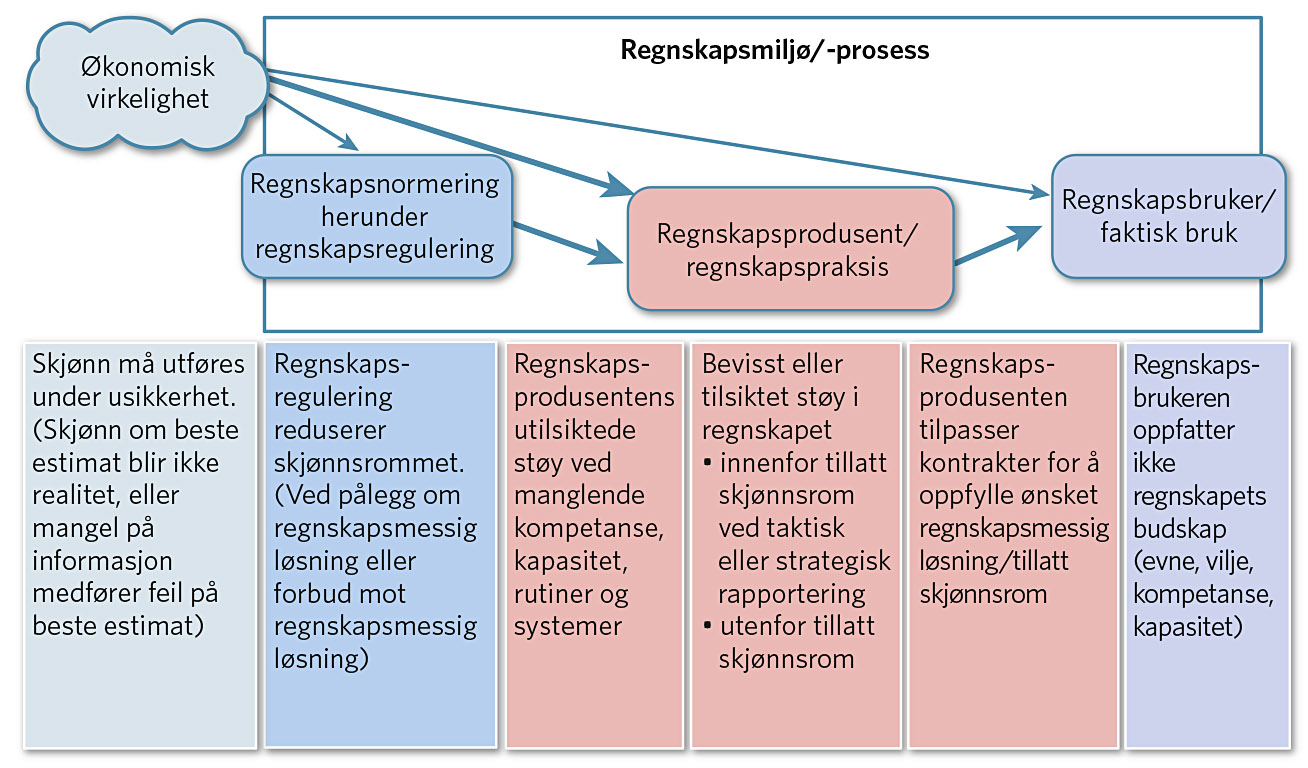 Økonomisk
virkelighet
Regnskapsmiljø/-prosess
Regnskapsnormering
herunder
regnskapsregulering
Regnskapsprodusent/
regnskapspraksis
Regnskapsbruker/
faktisk bruk
Skjønn må utføres
under usikkerhet.
(Skjønn om beste
estimat blir ikke
realitet, eller
mangel på
informasjon
medfører feil på
beste estimat)
Regnskaps-
regulering
reduserer
skjønnsrommet.
(Ved pålegg om
regnskapsmessig
løsning eller
forbud mot
regnskapsmessig
løsning)
Regnskaps-
produsentens
utilsiktede
støy ved
manglende
kompetanse,
kapasitet,
rutiner og
systemer
Bevisst eller
tilsiktet støy i
regnskapet
• innenfor tillatt
skjønnsrom
ved taktisk
eller strategisk
rapportering
• utenfor tillatt
skjønnsrom
Regnskaps-
produsenten
tilpasser
kontrakter for å
oppfylle ønsket
regnskapsmessig
løsning/tillatt
skjønnsrom
Regnskaps-
brukeren
oppfatter
ikke
regnskapets
budskap
(evne, vilje,
kompetanse,
kapasitet)